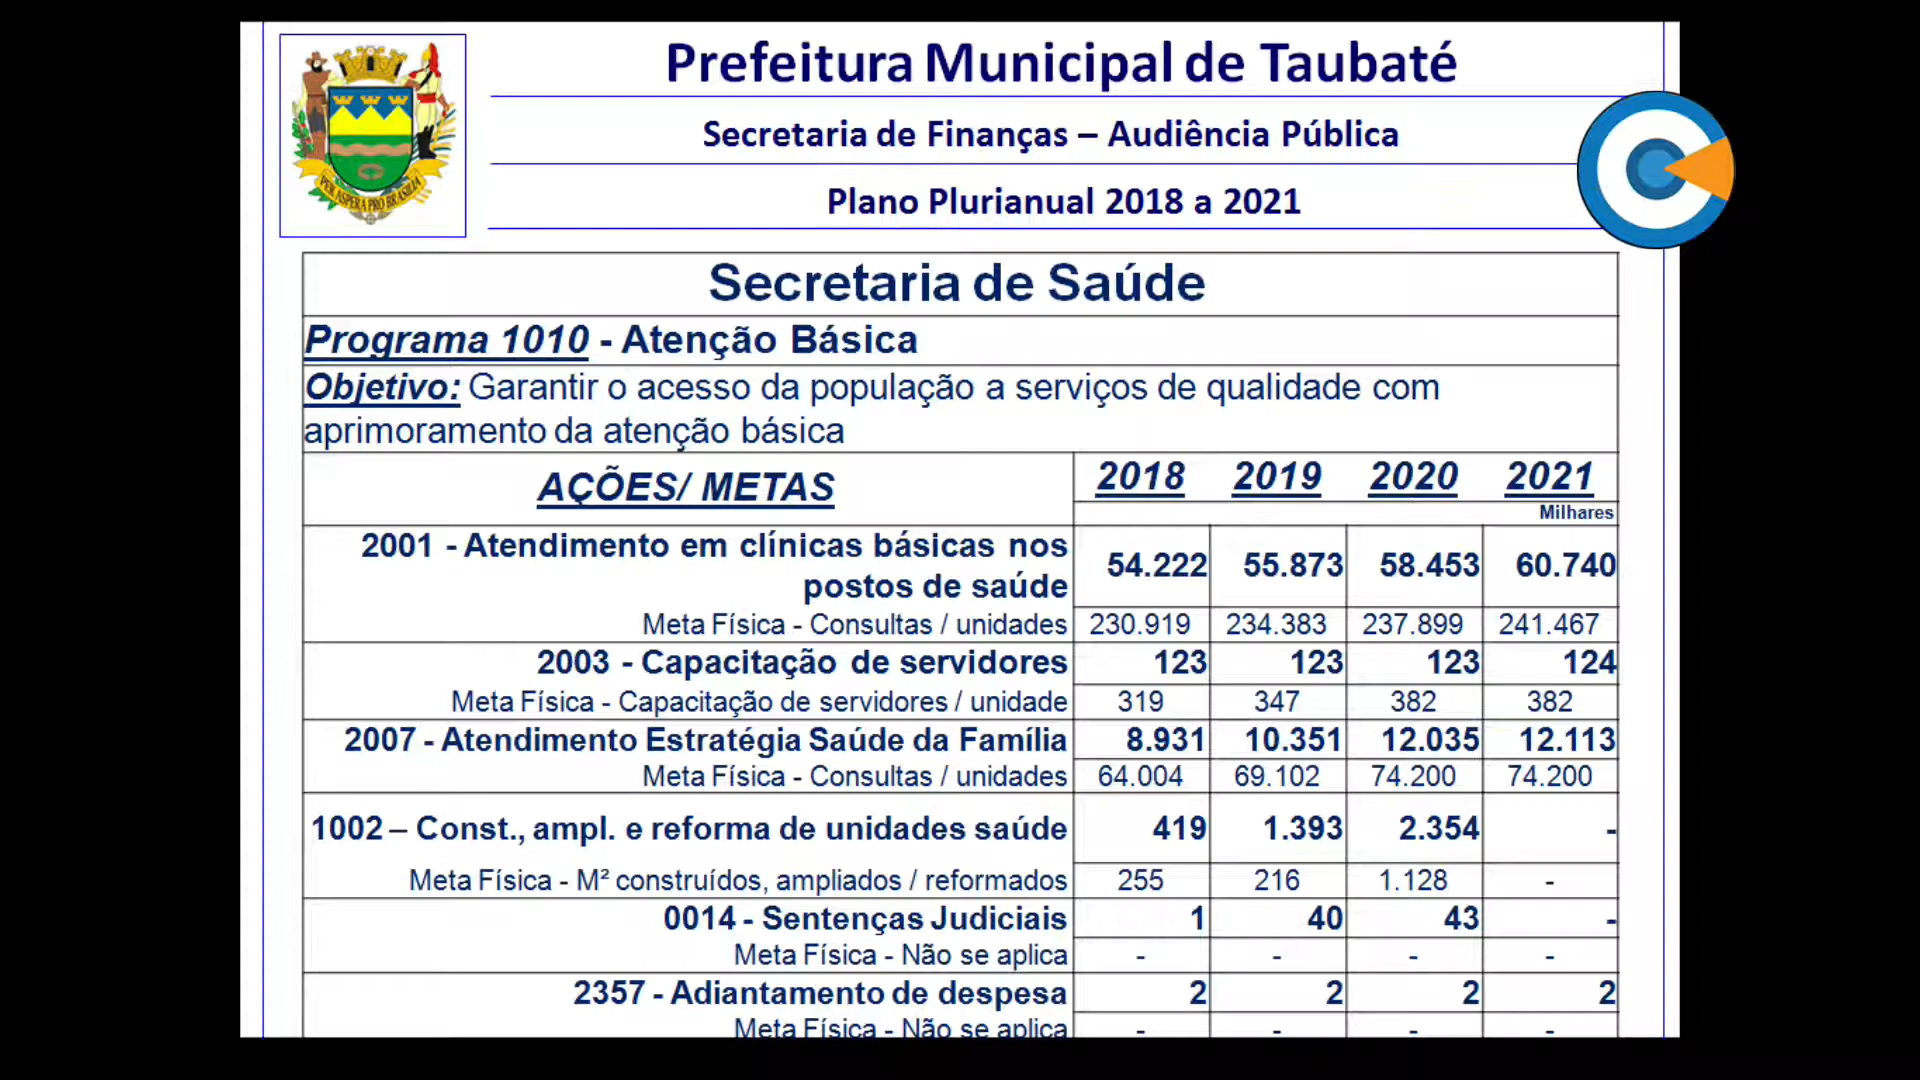 Prefeitura Municipal de Taubaté
Secretaria de Finanças – Audiência Pública
Plano Plurianual 2018 a 2021
PER ASPERA PRO BRASILIA
Secretaria de Saúde
Programa 1010 - Atenção Básica
Objetivo: Garantir o acesso da população a serviços de qualidade com
aprimoramento da atenção básica
AÇÕES/ METAS 2018 2019 2020 2021
Milhares
2001 - Atendimento em clínicas básicas nos
postos de saúde 54.222 55.873 58.453 60.740
Meta Física - Consultas / unidades 230.919 234.383 237.899 241.467
2003 - Capacitação de servidores 123 123 123 124
Meta Física - Capacitação de servidores / unidade 319 347 382 382
2007 - Atendimento Estratégia Saúde da Família 8.931 10.351 12.035 12.113
Meta Física - Consultas / unidades 64.004 69.102 74.200 74.200
1002 – Const., ampl. e reforma de unidades saúde 419 1.393 2.354 -
Meta Física - M² construídos, ampliados / reformados 255 216 1.128 -
0014 - Sentenças Judiciais 1 40 43 -
Meta Física - Não se aplica - - - -
2357 - Adiantamento de despesa 2 2 2 2
Meta Física - Não se aplica - - - -